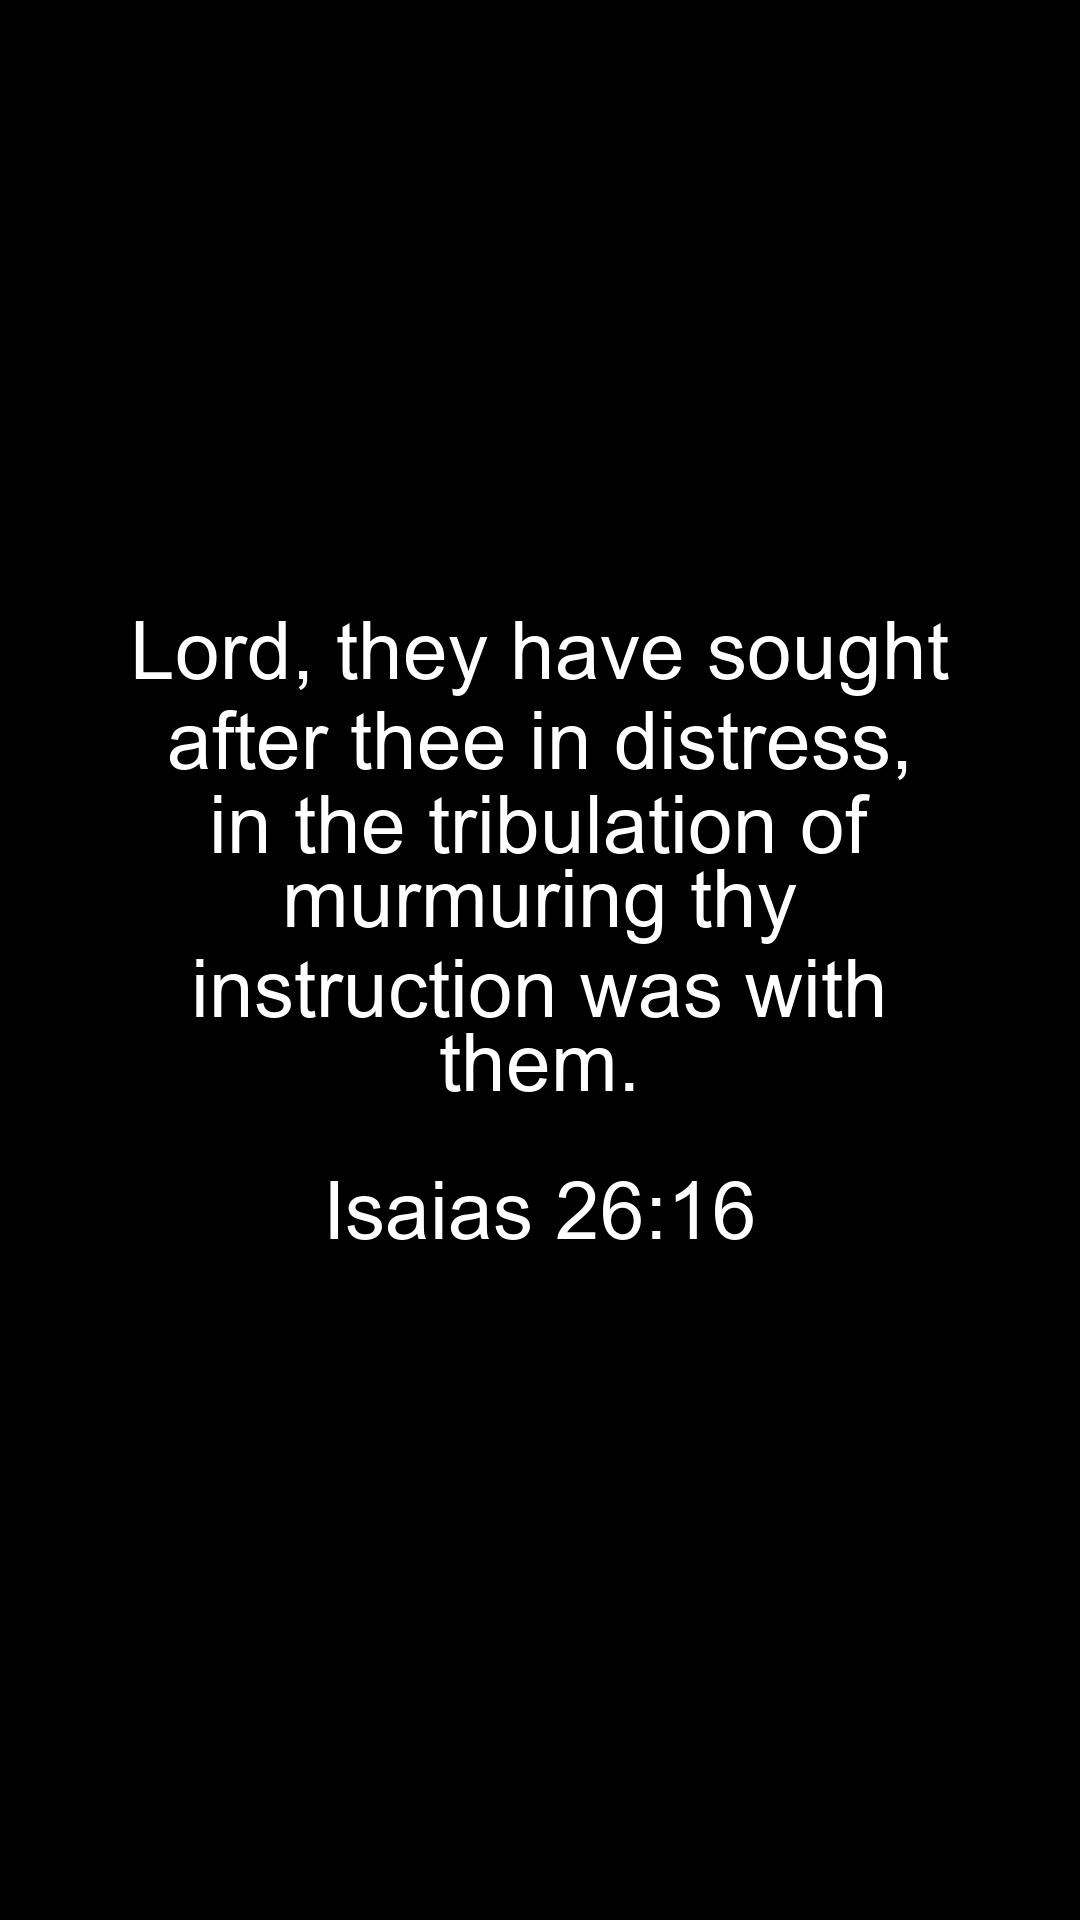 Lord, they have sought
after thee in distress,
in the tribulation of
murmuring thy
instruction was with
them.
Isaias 26:16